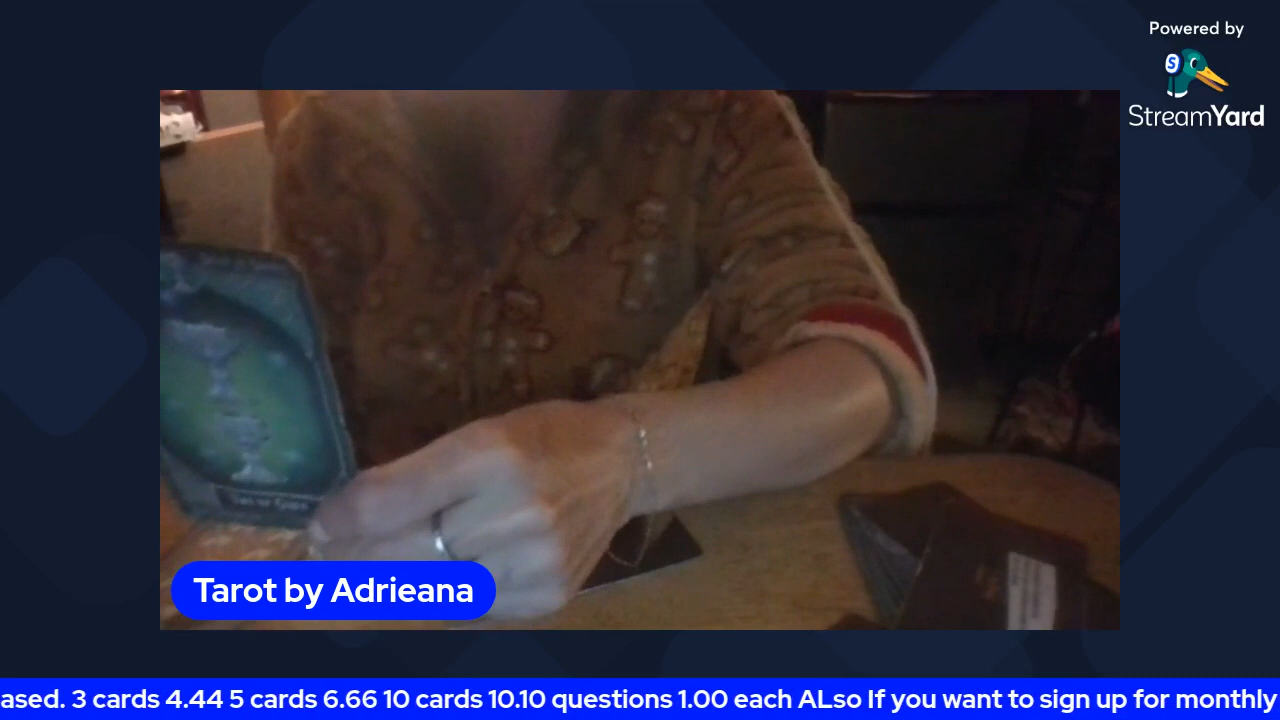 Powered by
StreamYard
Tarot by Adrieana
ased. 3 cards 4.44 5 cards 6.66 10 cards 10.10 questions 1.00 each ALso If you want to sign up for monthly